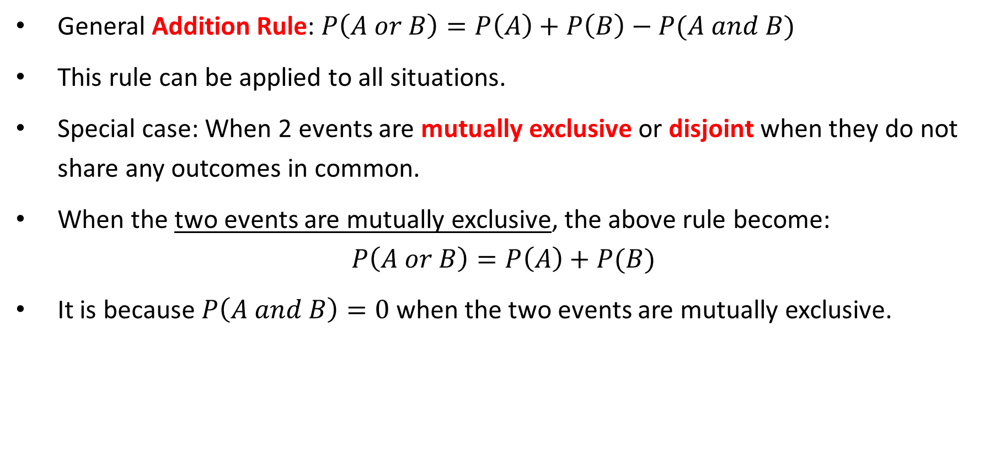 • General Addition Rule: P(A or B) = P(A) + P(B) − P(A and B)
• This rule can be applied to all situations.
• Special case: When 2 events are mutually exclusive or disjoint when they do not
share any outcomes in common.
• When the two events are mutually exclusive, the above rule become:
P(A or B) = P(A) + P(B)
• It is because P(A and B) = 0 when the two events are mutually exclusive.